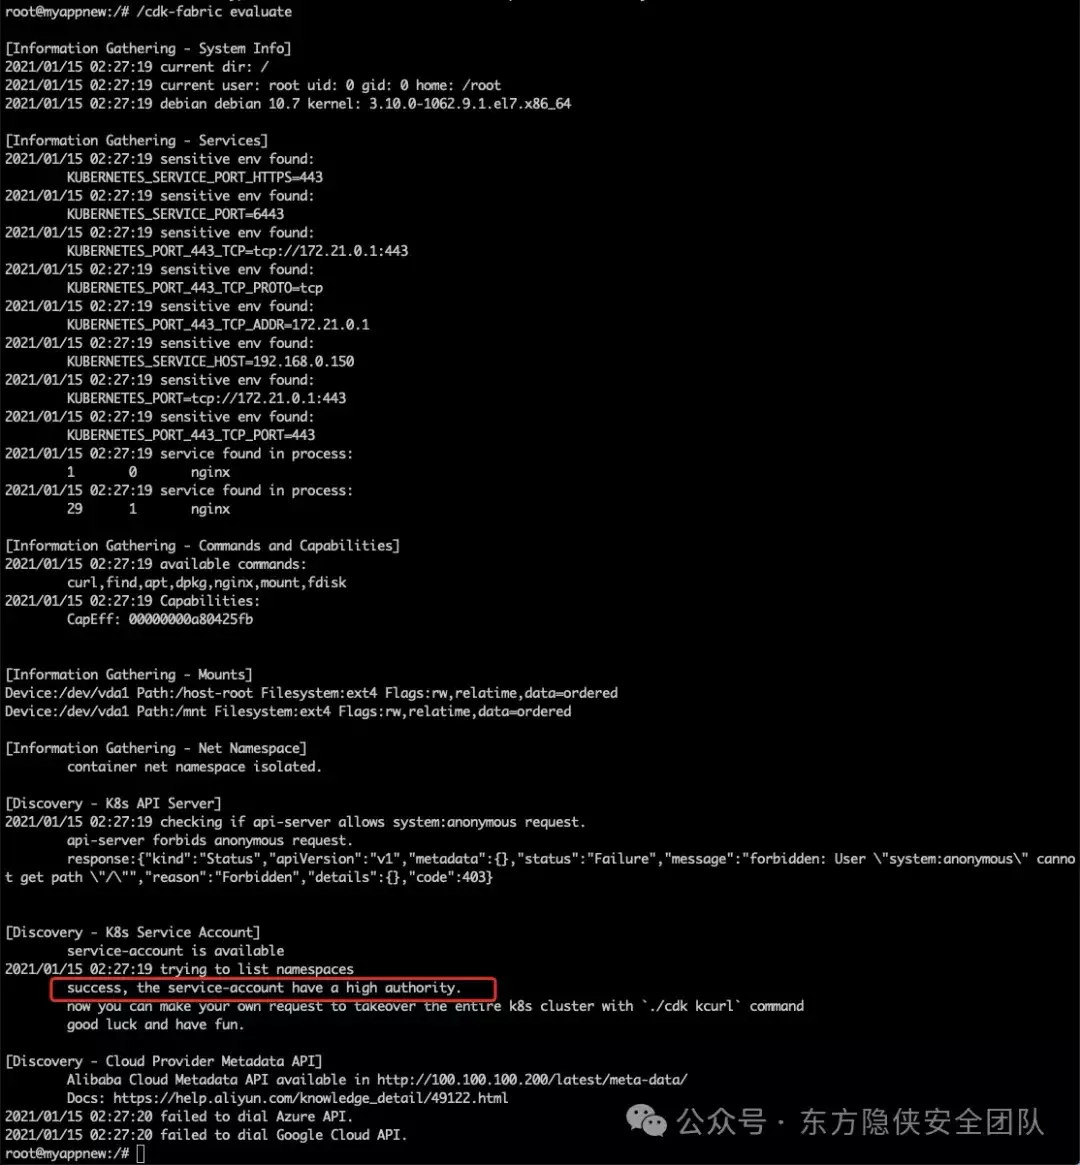 root@myappnew:/# /cdk-fabric evaluate
[Information Gathering - System Info]
2021/01/15 02:27:19 current dir: /
2021/01/15 02:27:19 current user: root uid: 0 gid: 0 home: /root
2021/01/15 02:27:19 debian debian 10.7 kernel: 3.10.0-1062.9.1.el7.x86_64
[Information Gathering - Services]
2021/01/15 02:27:19 sensitive env found:
KUBERNETES_SERVICE_PORT_HTTPS=443
2021/01/15 02:27:19 sensitive env found:
KUBERNETES_SERVICE_PORT=6443
2021/01/15 02:27:19 sensitive env found:
KUBERNETES_PORT_443_TCP=tcp://172.21.0.1:443
2021/01/15 02:27:19 sensitive env found:
KUBERNETES_PORT_443_TCP_PROTO=tcp
2021/01/15 02:27:19 sensitive env found:
KUBERNETES_PORT_443_TCP_ADDR=172.21.0.1
2021/01/15 02:27:19 sensitive env found:
KUBERNETES_SERVICE_HOST=192.168.0.150
2021/01/15 02:27:19 sensitive env found:
KUBERNETES_PORT=tcp://172.21.0.1:443
2021/01/15 02:27:19 sensitive env found:
KUBERNETES_PORT_443_TCP_PORT=443
2021/01/15 02:27:19 service found in process:
1 0 nginx
2021/01/15 02:27:19 service found in process:
29 1 nginx
[Information Gathering - Commands and Capabilities]
2021/01/15 02:27:19 available commands:
curl,find,apt,dpkg,nginx,mount,fdisk
2021/01/15 02:27:19 Capabilities:
CapEff: 00000000a80425fb
[Information Gathering - Mounts]
Device:/dev/vda1 Path:/host-root Filesystem:ext4 Flags:rw,relatime,data=ordered
Device:/dev/vda1 Path:/mnt Filesystem:ext4 Flags:rw,relatime,data=ordered
[Information Gathering - Net Namespace]
container net namespace isolated.
[Discovery - K8s API Server]
2021/01/15 02:27:19 checking if api-server allows system:anonymous request.
api-server forbids anonymous request.
response:{"kind":"Status","apiVersion":"v1","metadata":{},"status":"Failure","message":"forbidden: User \"system:anonymous\" canno
t get path \"/\"","reason":"Forbidden","details":{},"code":403}
[Discovery - K8s Service Account]
service-account is available
2021/01/15 02:27:19 trying to list namespaces
success, the service-account have a high authority.
now you can make your own request to takeover the entire k8s cluster with `./cdk kcurl` command
good luck and have fun.
[Discovery - Cloud Provider Metadata API]
Alibaba Cloud Metadata API available in http://100.100.100.200/latest/meta-data/
Docs: https://help.aliyun.com/knowledge_detail/49122.html
2021/01/15 02:27:20 failed to dial Azure API.
2021/01/15 02:27:20 failed to dial Google Cloud API.
root@myappnew:/#
公众号 · 东方隐侠安全团队